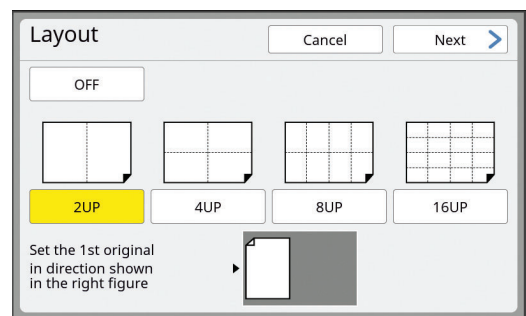 Layout
Cancel
Next
OFF
2UP
4UP
8UP
16UP
Set the 1st original
in direction shown
in the right figure